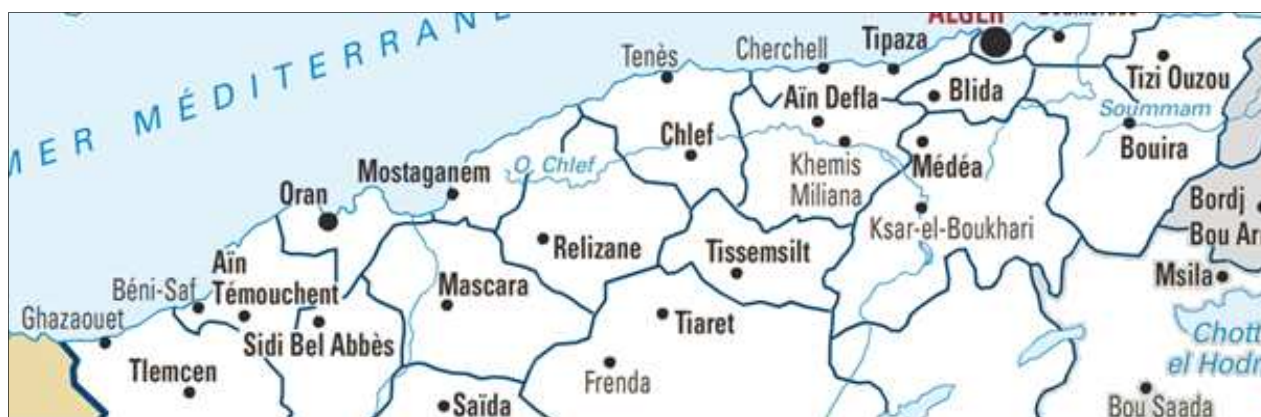 MER MÉDITERRANÉ
ALGER
Tenès
Cherchell
Tipaza
Tizi Ouzou
Aïn Defla
Blida
Soummam
Chlef
O. Chlef
Khemis
Miliana
Médéa
Bouira
Mostaganem
Oran
Bordj
Bou Arr
Ksar-el-Boukhari
Relizane
Tissemsilt
Msila
Aïn
Témouchent
Béni-Saf
Mascara
Ghazaouet
Tiaret
Sidi Bel Abbès
Chott
el Hodn
Tlemcen
Frenda
Saïda
Bou Saada